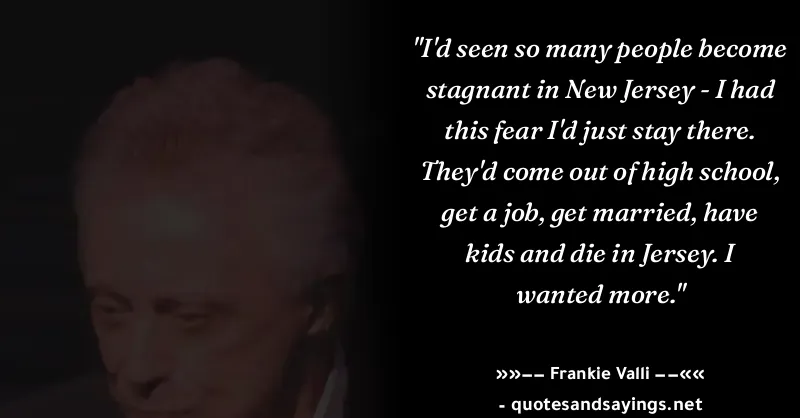 "I'd seen so many people become
stagnant in New Jersey - I had
this fear I'd just stay there.
They'd come out of high school,
get a job, get married, have
kids and die in Jersey. I
wanted more."
»»—— Frankie Valli ——««
- quotesandsayings.net